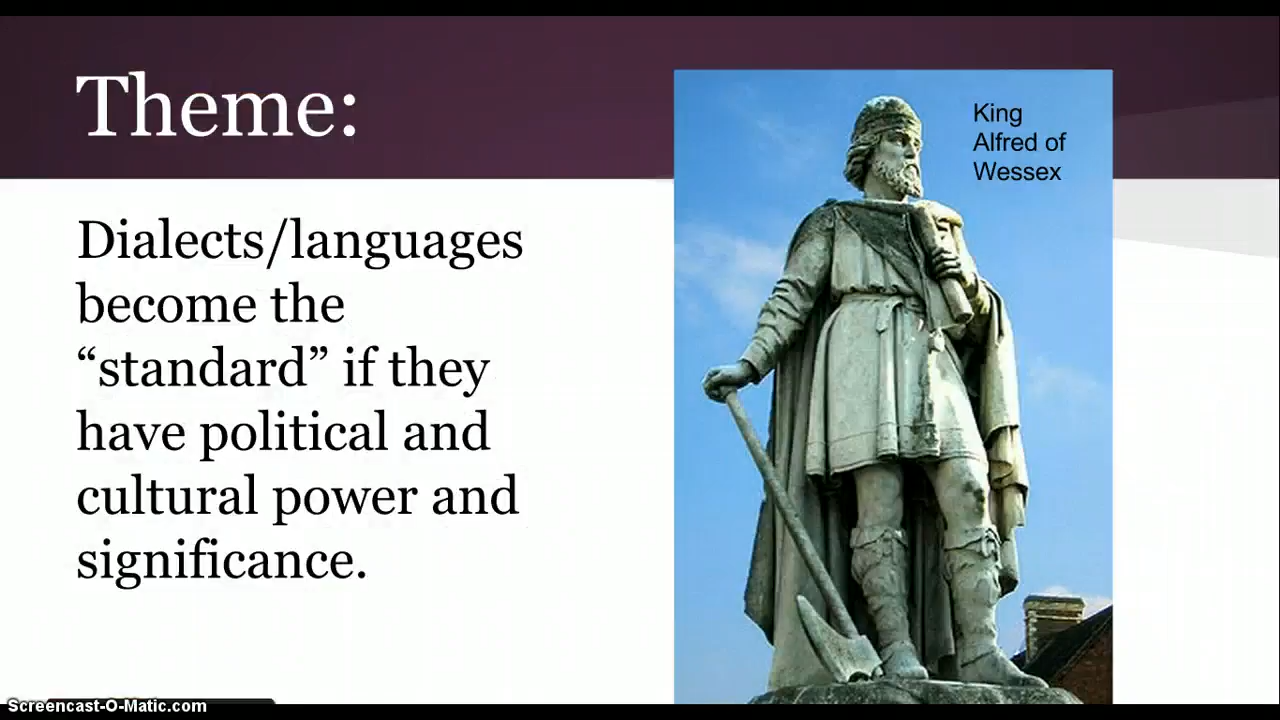 Theme:
Dialects/languages
become the
“standard” if they
have political and
cultural power and
significance.
King
Alfred of
Wessex
Screencast-O-Matic.com